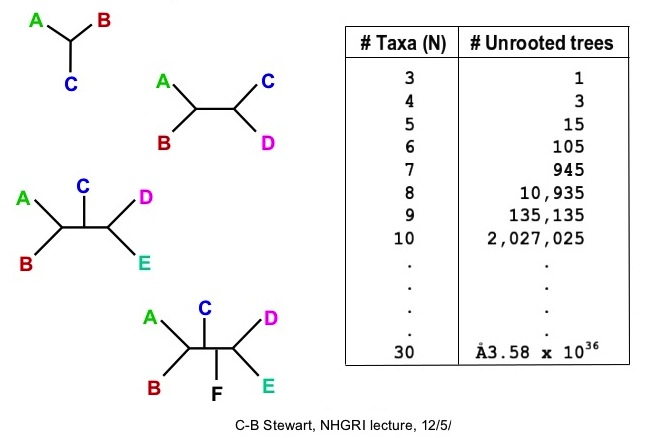 A B
C
A C
B D
C
A D
B E
C
A D
B F E
# Taxa (N) # Unrooted trees
3 1
4 3
5 15
6 105
7 945
8 10,935
9 135,135
10 2,027,025
. .
. .
. .
. .
30 Å3.58 x 10³⁶
C-B Stewart, NHGRI lecture, 12/5/